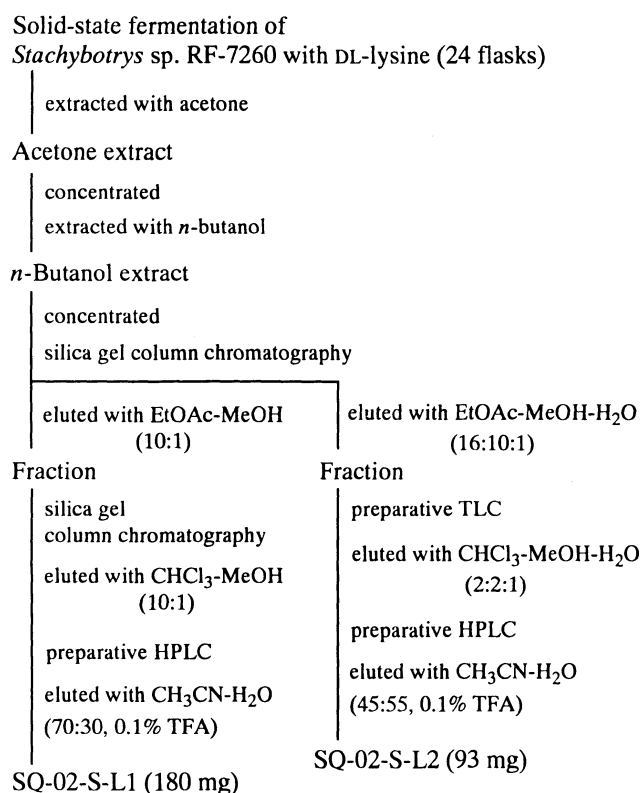 Solid-state fermentation of
Stachybotrys sp. RF-7260 with DL-lysine (24 flasks)
extracted with acetone
Acetone extract
concentrated
extracted with n-butanol
n-Butanol extract
concentrated
silica gel column chromatography
eluted with EtOAc-MeOH
(10:1)
Fraction
silica gel
column chromatography
eluted with CHCl₃-MeOH
(10:1)
preparative HPLC
eluted with CH₃CN-H₂O
(70:30, 0.1% TFA)
SQ-02-S-L1 (180 mg)
eluted with EtOAc-MeOH-H₂O
(16:10:1)
Fraction
preparative TLC
eluted with CHCl₃-MeOH-H₂O
(2:2:1)
preparative HPLC
eluted with CH₃CN-H₂O
(45:55, 0.1% TFA)
SQ-02-S-L2 (93 mg)